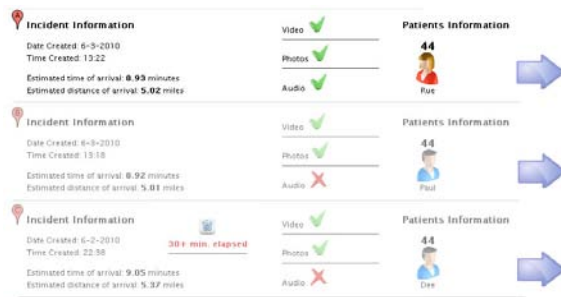 A
Incident Information
Date Created: 6-3-2010
Time Created: 13:22
Estimated time of arrival: 8.93 minutes
Estimated distance of arrival: 5.02 miles
Video
Photos
Audio
Patients Information
44
Rue
B
Incident Information
Date Created: 6-3-2010
Time Created: 13:18
Estimated time of arrival: 8.92 minutes
Estimated distance of arrival: 5.01 miles
Video
Photos
Audio
Patients Information
44
Paul
C
Incident Information
Date Created: 6-2-2010
Time Created: 22:58
Estimated time of arrival: 9.05 minutes
Estimated distance of arrival: 5.37 miles
30+ min. elapsed
Video
Photos
Audio
Patients Information
44
Dee